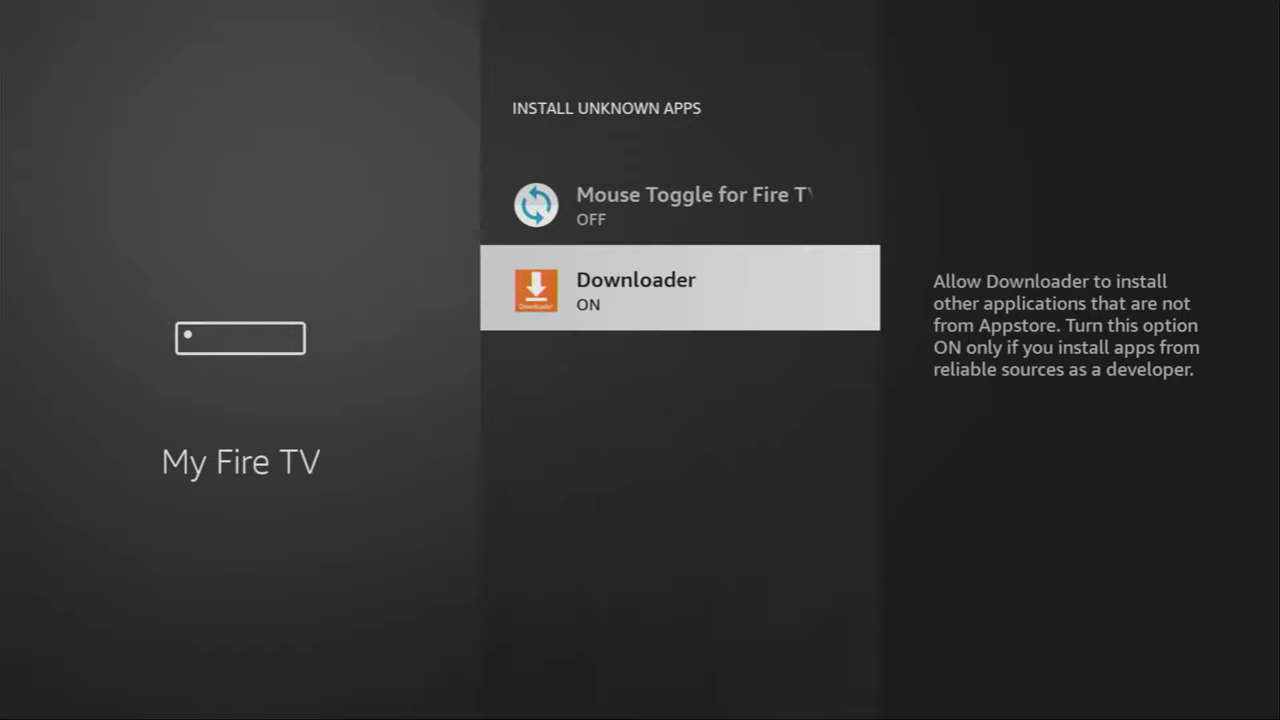 INSTALL UNKNOWN APPS
Mouse Toggle for Fire TV
OFF
Downloader
Downloader
ON
Allow Downloader to install
other applications that are not
from Appstore. Turn this option
ON only if you install apps from
reliable sources as a developer.
My Fire TV